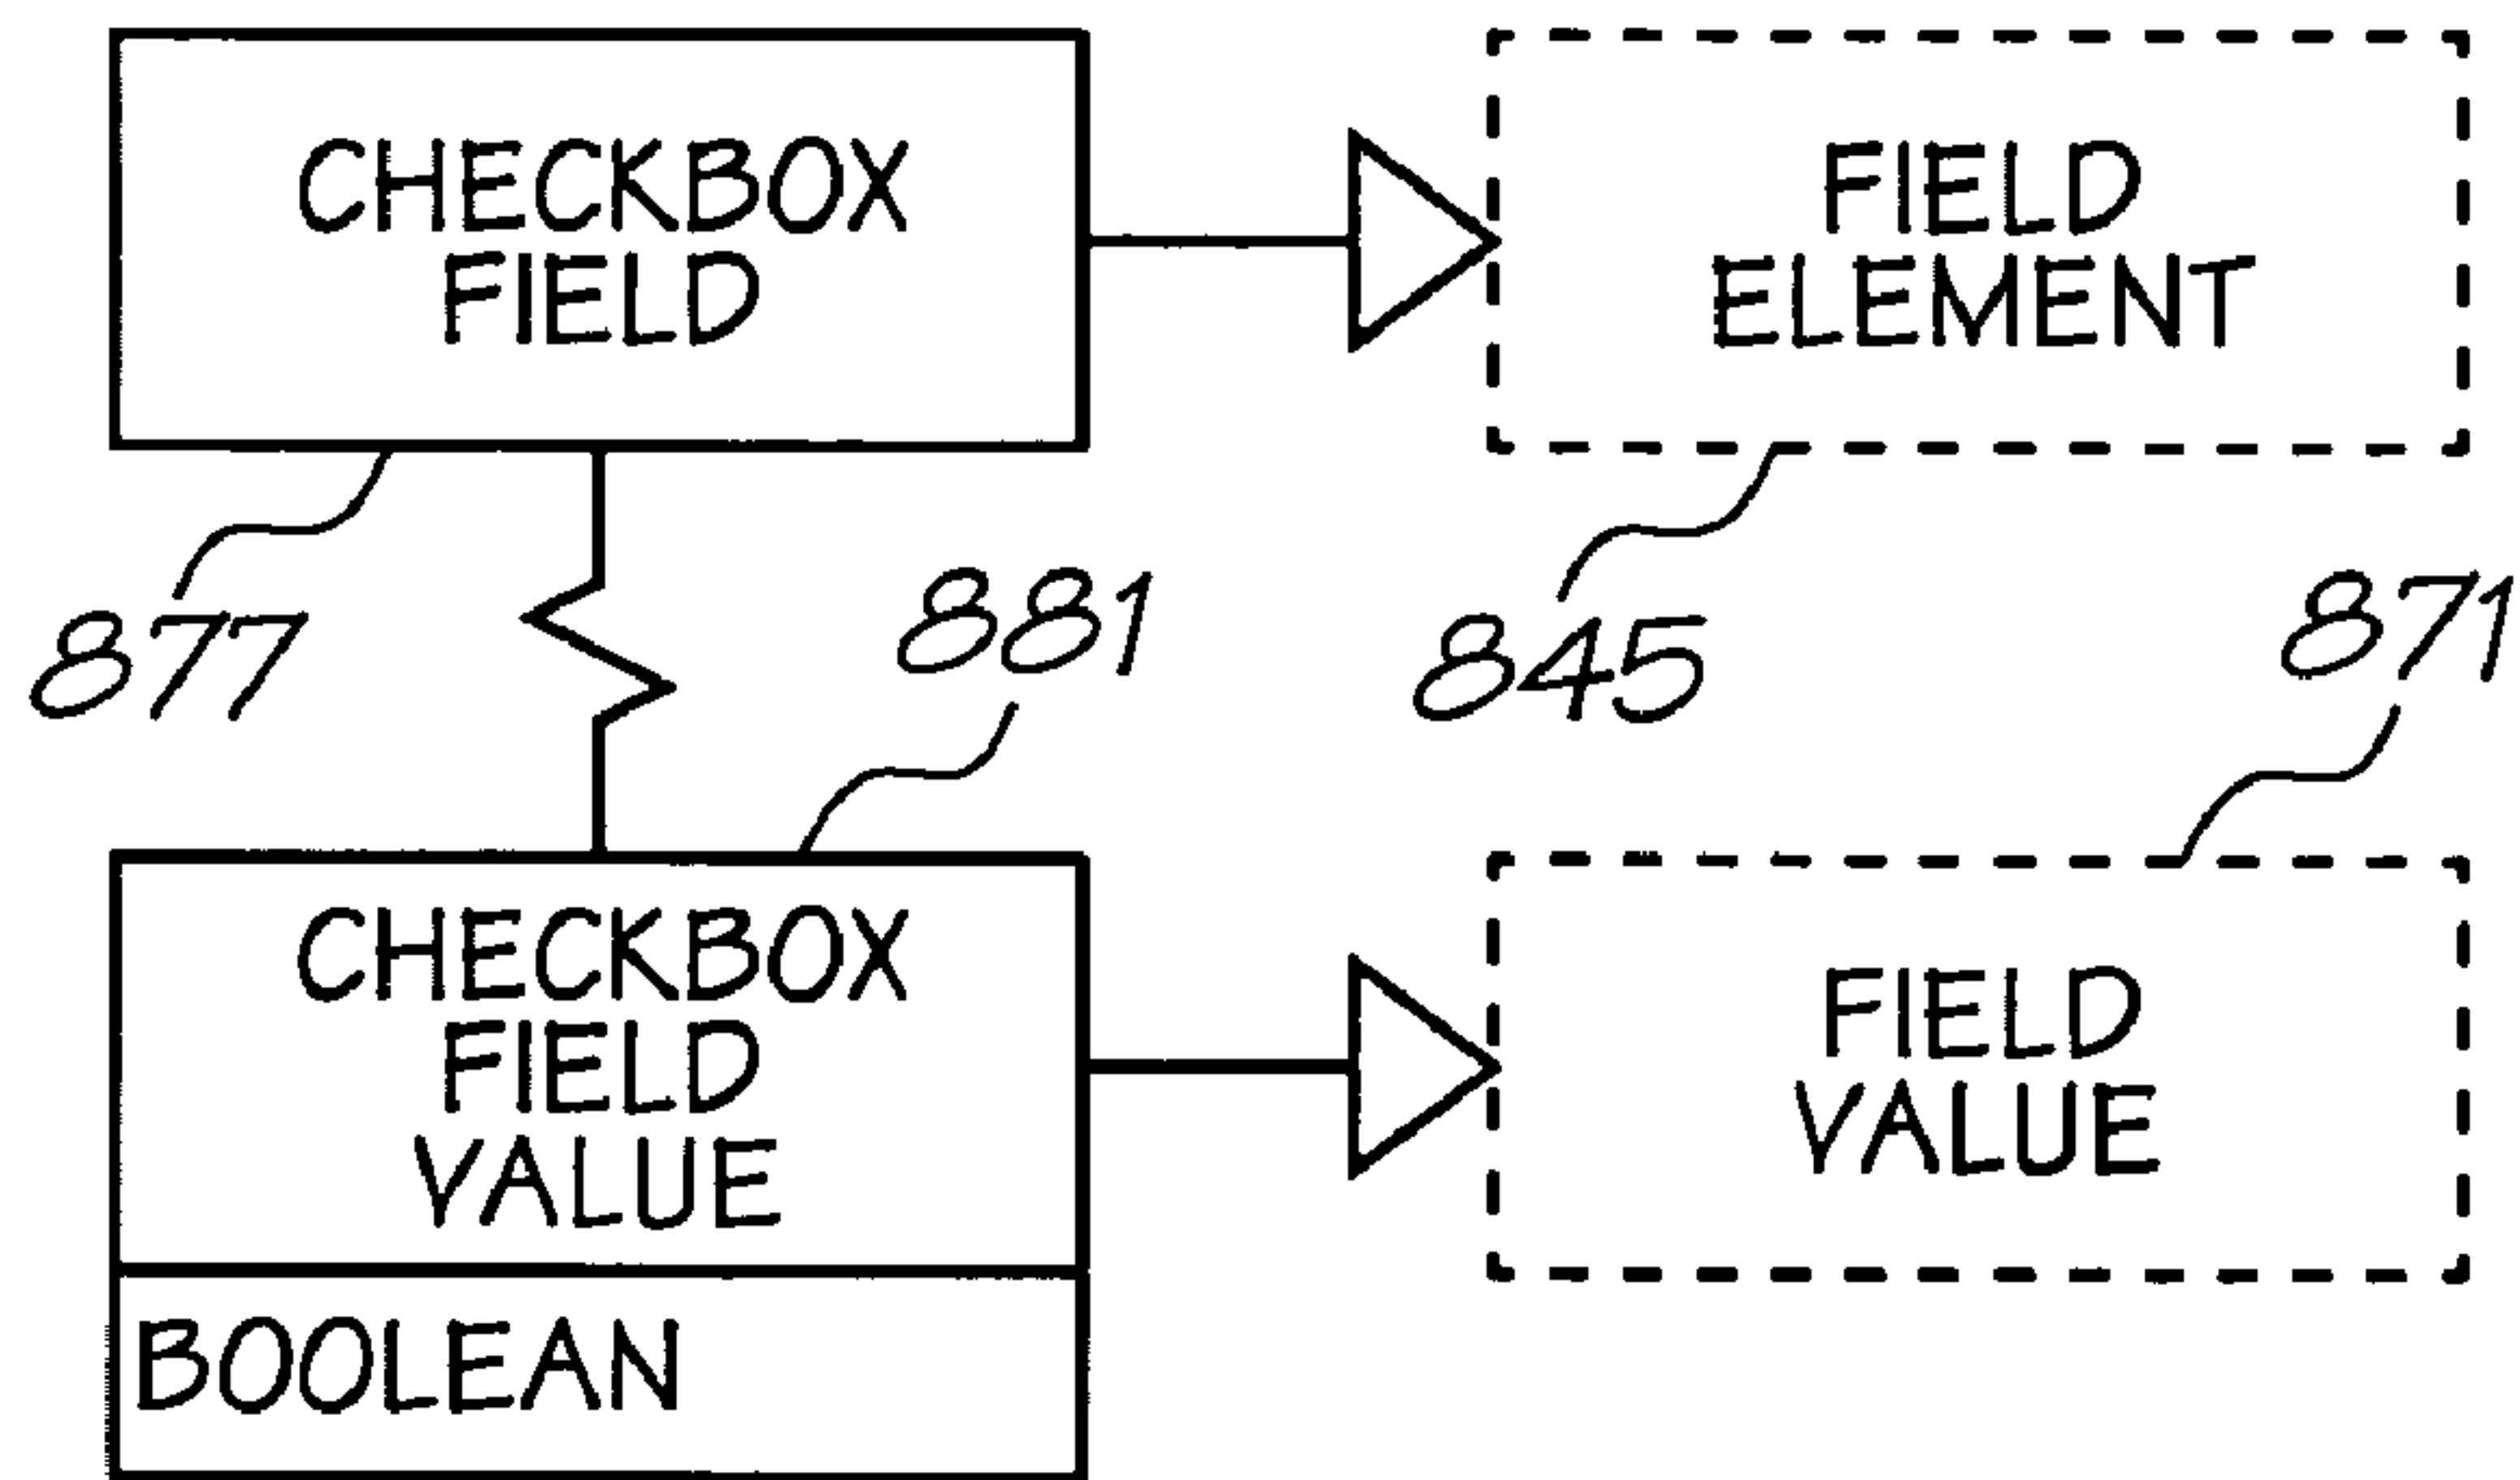 CHECKBOX
FIELD
FIELD
ELEMENT
877
881
845
871
CHECKBOX
FIELD
VALUE
FIELD
VALUE
BOOLEAN